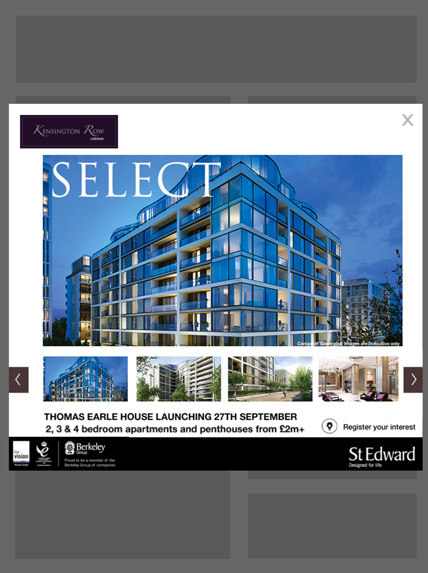 KENSINGTON ROW
LONDON
X
SELECT
Computer Generated Images are indicative only
THOMAS EARLE HOUSE LAUNCHING 27TH SEPTEMBER
2, 3 & 4 bedroom apartments and penthouses from £2m+
Register your interest
vision
Berkeley
Group
Proud to be a member of the
Berkeley Group of companies
St Edward
Designed for life